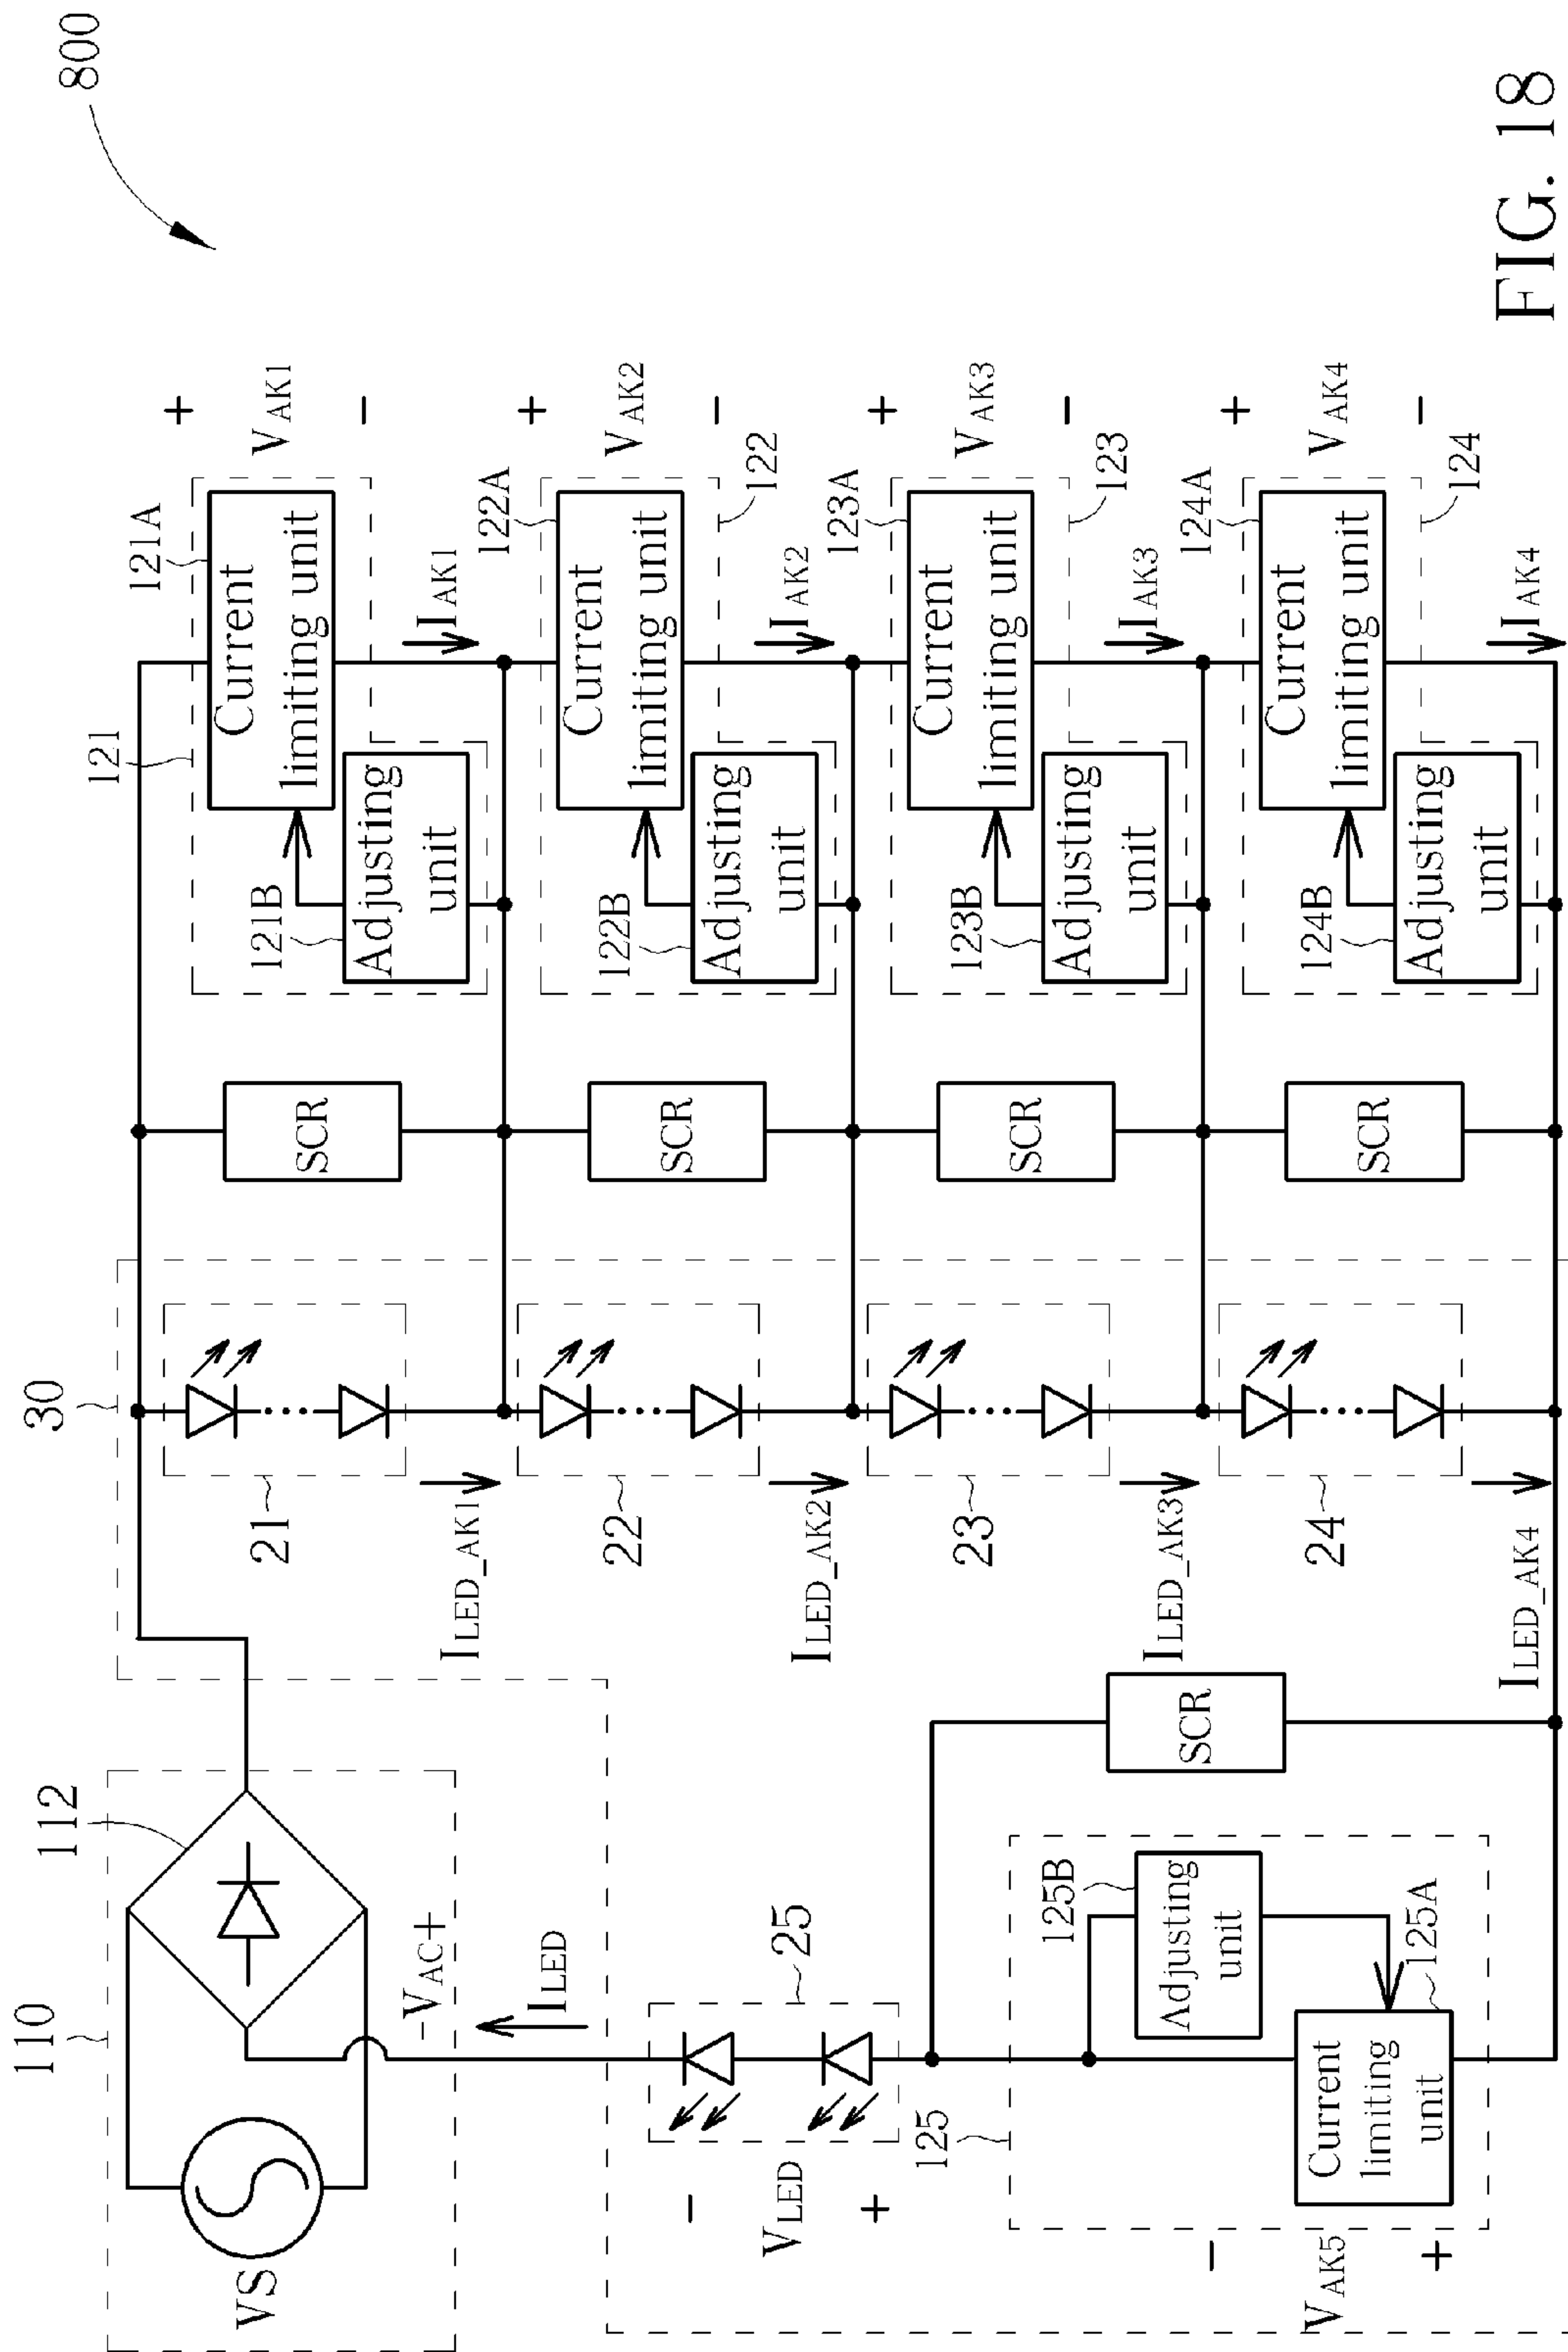 800
110
VS
112
-VAC+
ILED
30
21
ILED_AK1
22
ILED_AK2
23
ILED_AK3
24
ILED_AK4
SCR
SCR
SCR
SCR
121
121A
Current
limiting unit
121B
Adjusting
unit
+
VAK1
-
IAK1
122A
Current
limiting unit
122B
Adjusting
unit
122
+
VAK2
-
IAK2
123A
Current
limiting unit
123B
Adjusting
unit
123
+
VAK3
-
IAK3
124A
Current
limiting unit
124B
Adjusting
unit
124
+
VAK4
-
IAK4
25
-
VLED
+
SCR
125
125B
Adjusting
unit
125A
Current
limiting
unit
-
VAK5
+
FIG. 18